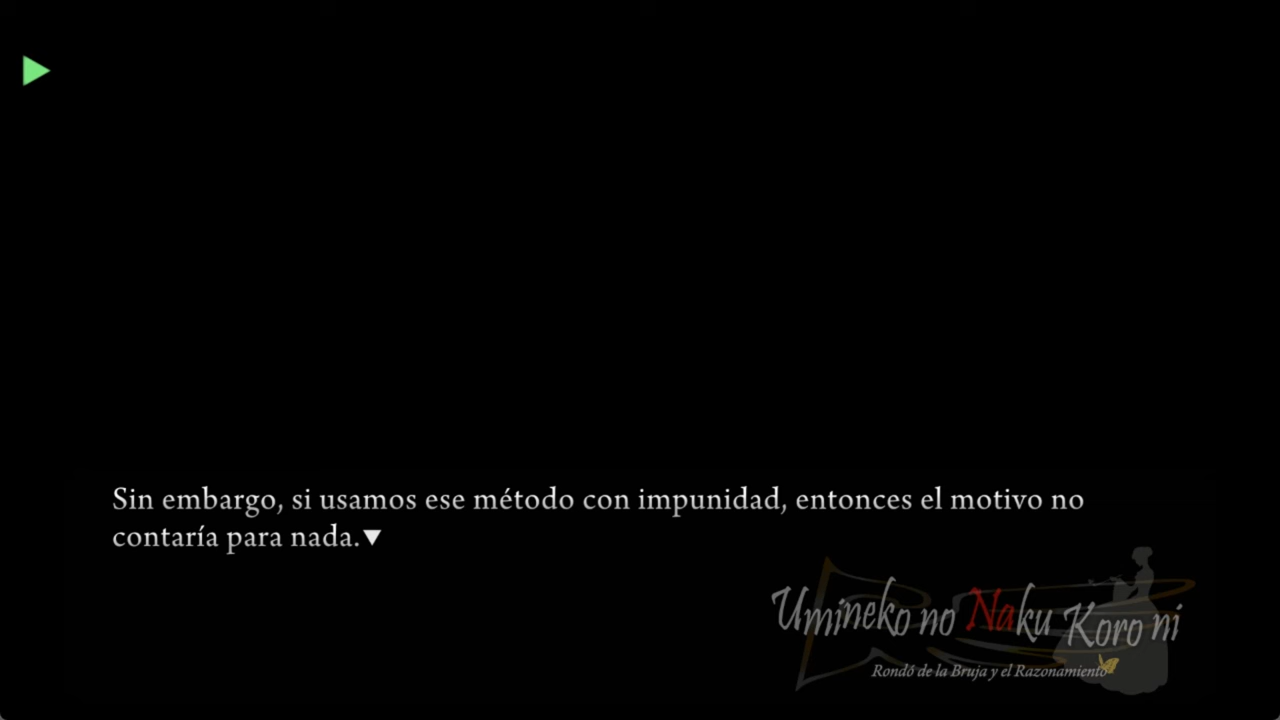 Sin embargo, si usamos ese método con impunidad, entonces el motivo no
contaría para nada.
Umineko no Naku Koro ni
Rondó de la Bruja y el Razonamiento